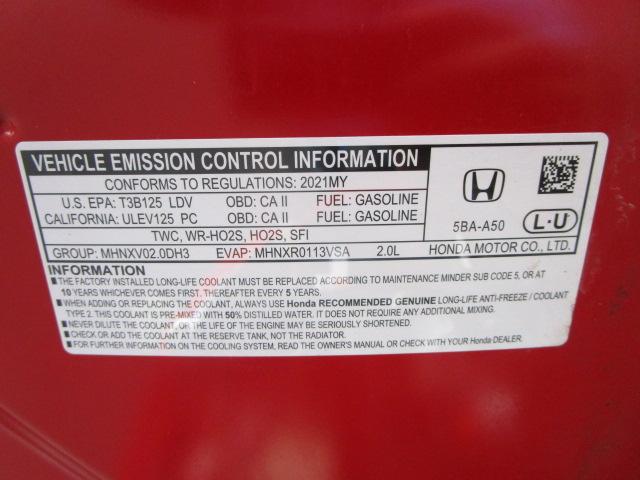 VEHICLE EMISSION CONTROL INFORMATION
CONFORMS TO REGULATIONS: 2021MY
U.S. EPA: T3B125 LDV OBD: CA II FUEL: GASOLINE
CALIFORNIA: ULEV125 PC OBD: CA II FUEL: GASOLINE
TWC, WR-HO2S, HO2S, SFI
GROUP: MHNXV02.0DH3 EVAP: MHNXR0113VSA 2.0L
5BA-A50 L-U
HONDA MOTOR CO., LTD.
INFORMATION
■ THE FACTORY INSTALLED LONG-LIFE COOLANT MUST BE REPLACED ACCORDING TO MAINTENANCE MINDER SUB CODE 5, OR AT
10 YEARS WHICHEVER COMES FIRST. THEREAFTER EVERY 5 YEARS.
■ WHEN ADDING OR REPLACING THE COOLANT, ALWAYS USE Honda RECOMMENDED GENUINE LONG-LIFE ANTI-FREEZE / COOLANT
TYPE 2. THIS COOLANT IS PRE-MIXED WITH 50% DISTILLED WATER. IT DOES NOT REQUIRE ANY ADDITIONAL MIXING.
■ NEVER DILUTE THE COOLANT, OR THE LIFE OF THE ENGINE MAY BE SERIOUSLY SHORTENED.
■ CHECK OR ADD THE COOLANT AT THE RESERVE TANK, NOT THE RADIATOR.
■ FOR FURTHER INFORMATION ON THE COOLING SYSTEM, READ THE OWNER'S MANUAL OR CHECK WITH YOUR Honda DEALER.